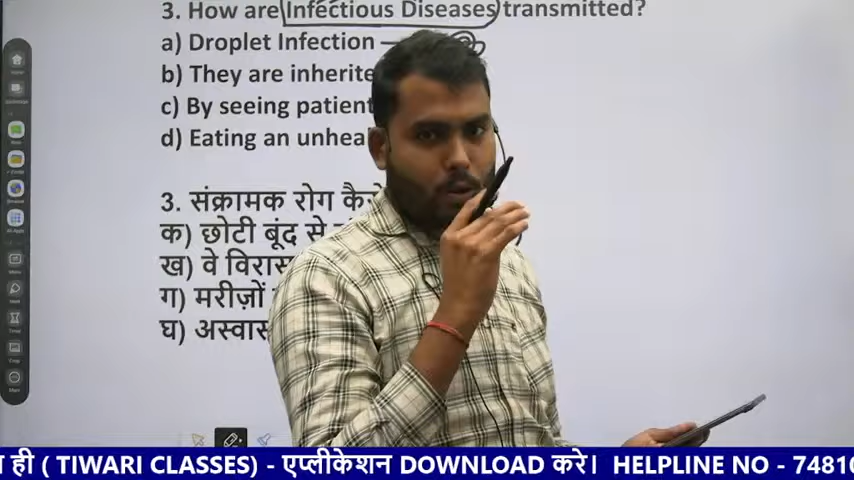 3. How are Infectious Diseases transmitted?
a) Droplet Infection
b) They are inherite
c) By seeing patient
d) Eating an unhea
3. संक्रामक रोग कैसे
क) छोटी बूंद से
ख) वे विरास
ग) मरीज़ों
घ) अस्वास
ही ( TIWARI CLASSES) - एप्लीकेशन DOWNLOAD करे। HELPLINE NO - 74810